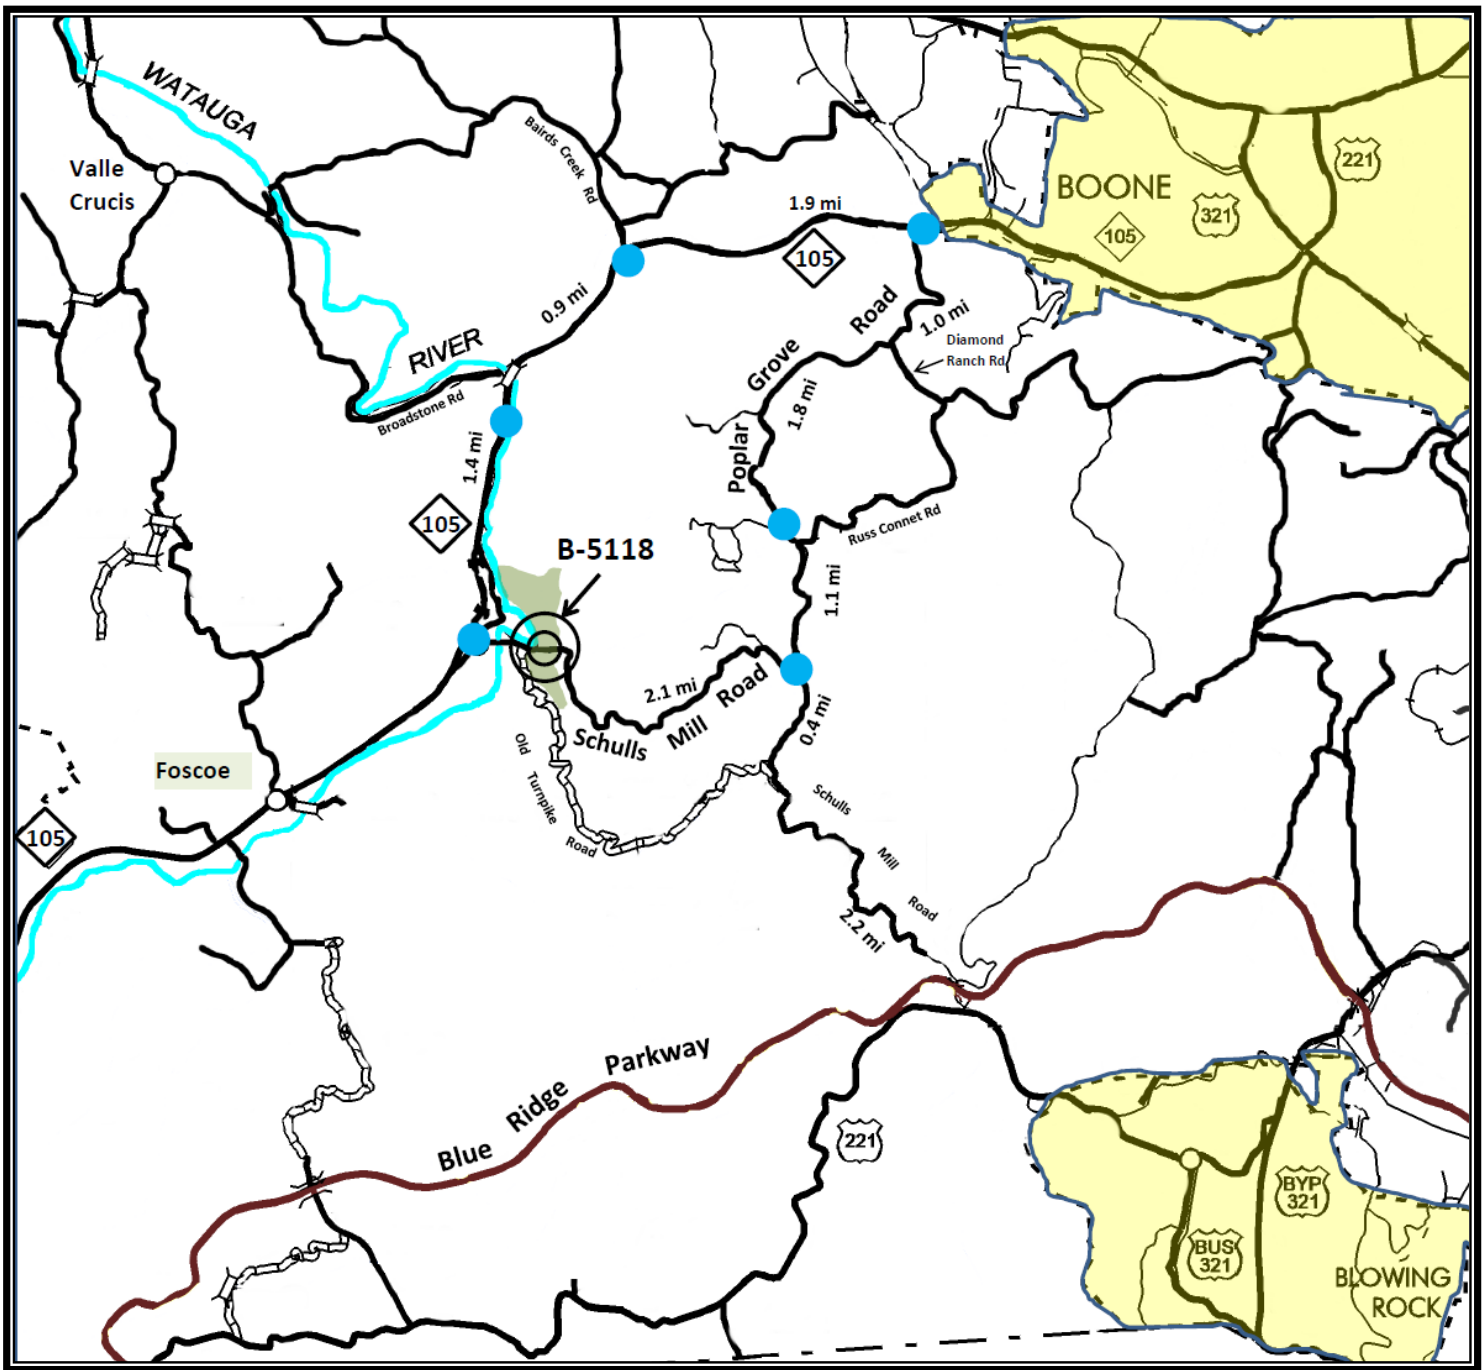 WATAUGA
Valle
Crucis
Bairds Creek Rd
1.9 mi
105
BOONE
221
321
105
0.9 mi
RIVER
Broadstone Rd
Road
1.0 mi
Diamond
Ranch Rd
Grove
1.8 mi
Poplar
1.4 mi
105
Russ Connet Rd
B-5118
1.1 mi
2.1 mi
Schulls Mill Road
0.4 mi
Old Turnpike Road
Foscoe
105
Schulls
Mill
Road
2.2 mi
Blue Ridge Parkway
221
BYP
321
BUS
321
BLOWING
ROCK